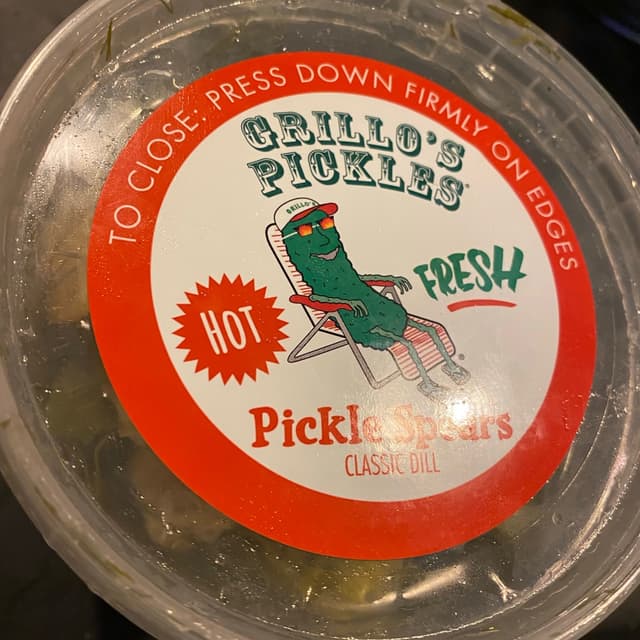 TO CLOSE: PRESS DOWN FIRMLY ON EDGES
GRILLO'S
PICKLES
GRILLO'S
FRESH
HOT
Pickle Spears
CLASSIC DILL